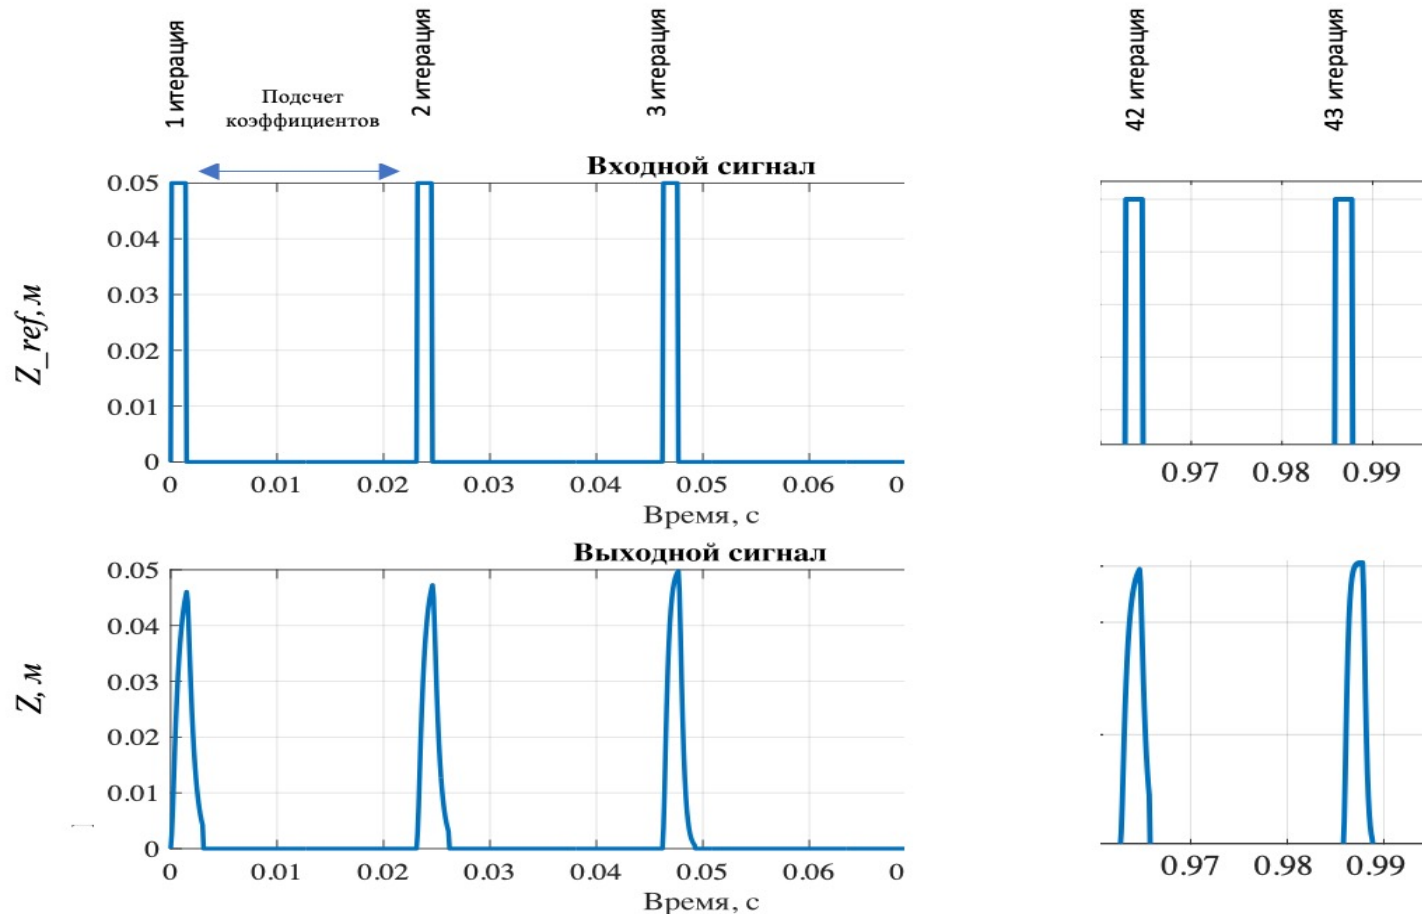 1 итерация
Подсчет
коэффициентов
2 итерация
3 итерация
42 итерация
43 итерация
Входной сигнал
Z_ref, м
0.05
0.04
0.03
0.02
0.01
0
0 0.01 0.02 0.03 0.04 0.05 0.06 0
Время, с
0.97 0.98 0.99
Выходной сигнал
Z, м
0.05
0.04
0.03
0.02
0.01
0
0 0.01 0.02 0.03 0.04 0.05 0.06 0
Время, с
0.97 0.98 0.99